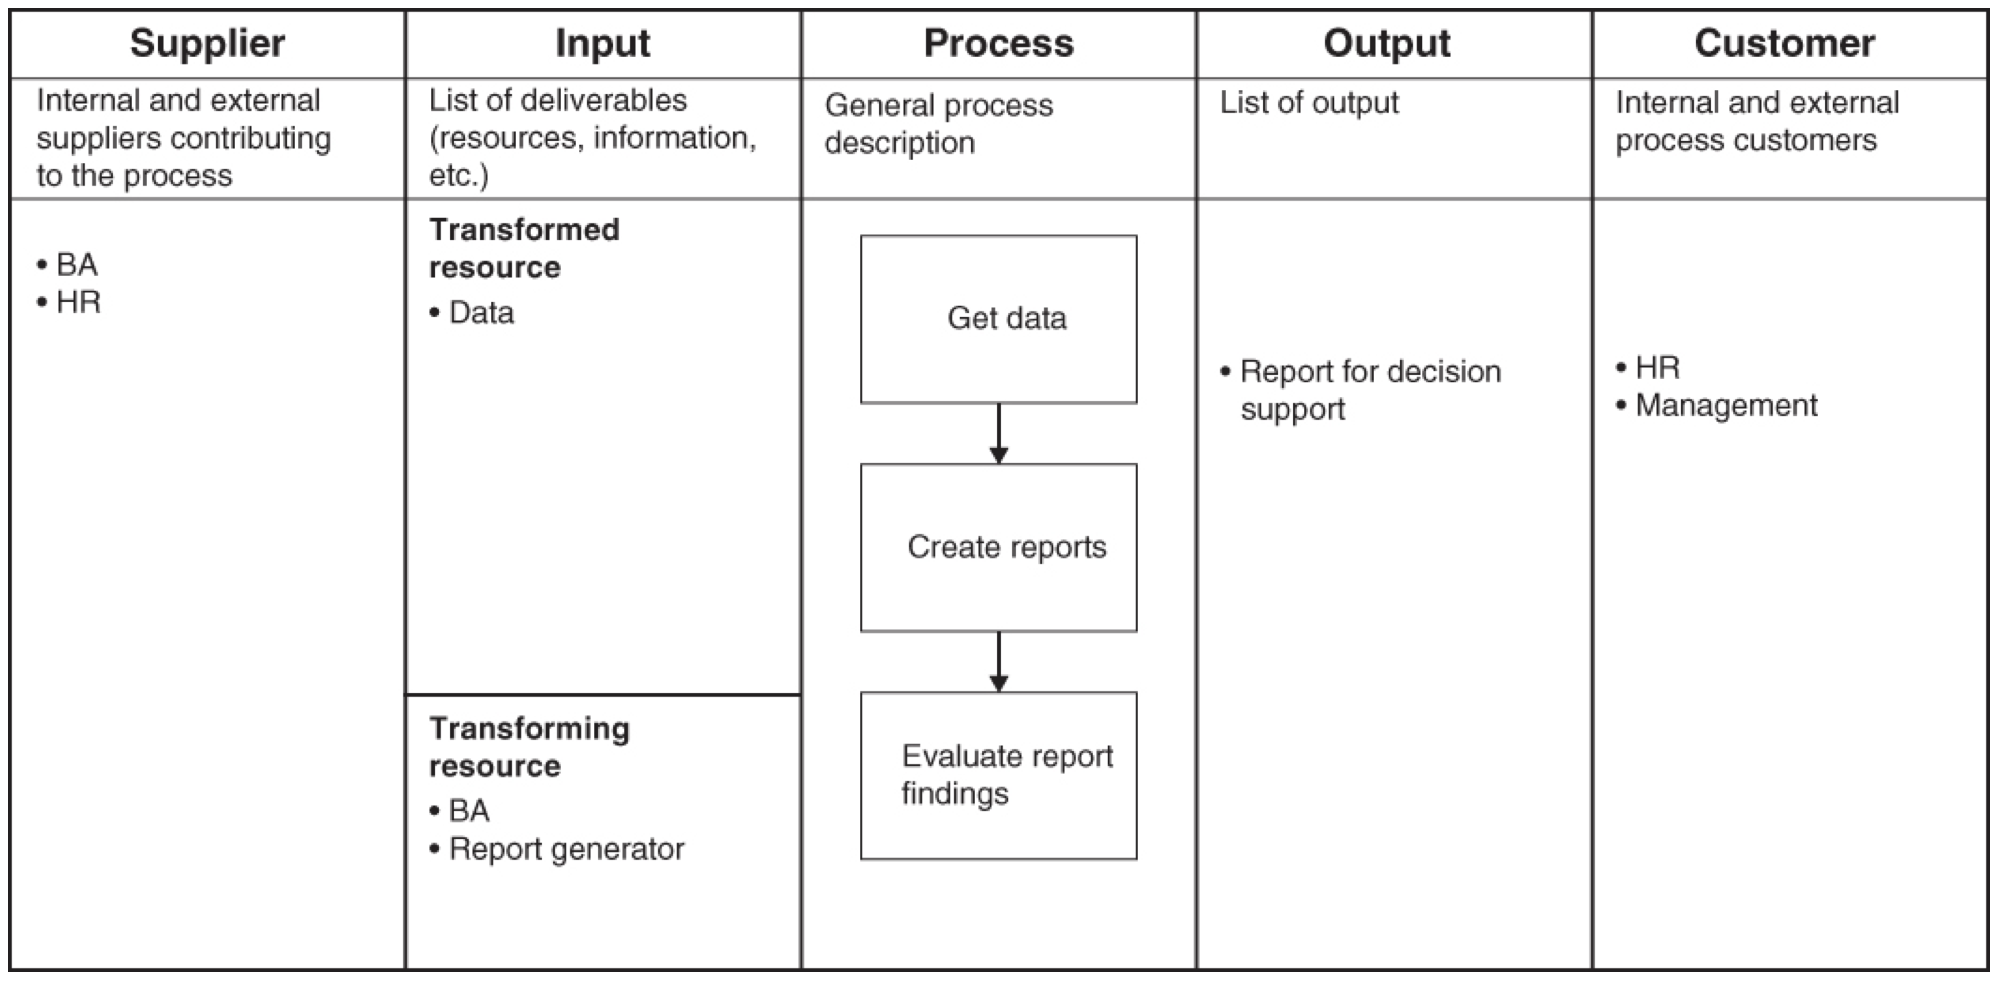 Supplier
Input
Process
Output
Customer
Internal and external
suppliers contributing
to the process
List of deliverables
(resources, information,
etc.)
General process
description
List of output
Internal and external
process customers
• BA
• HR
Transformed
resource
• Data
Transforming
resource
• BA
• Report generator
Get data
Create reports
Evaluate report
findings
• Report for decision
support
• HR
• Management